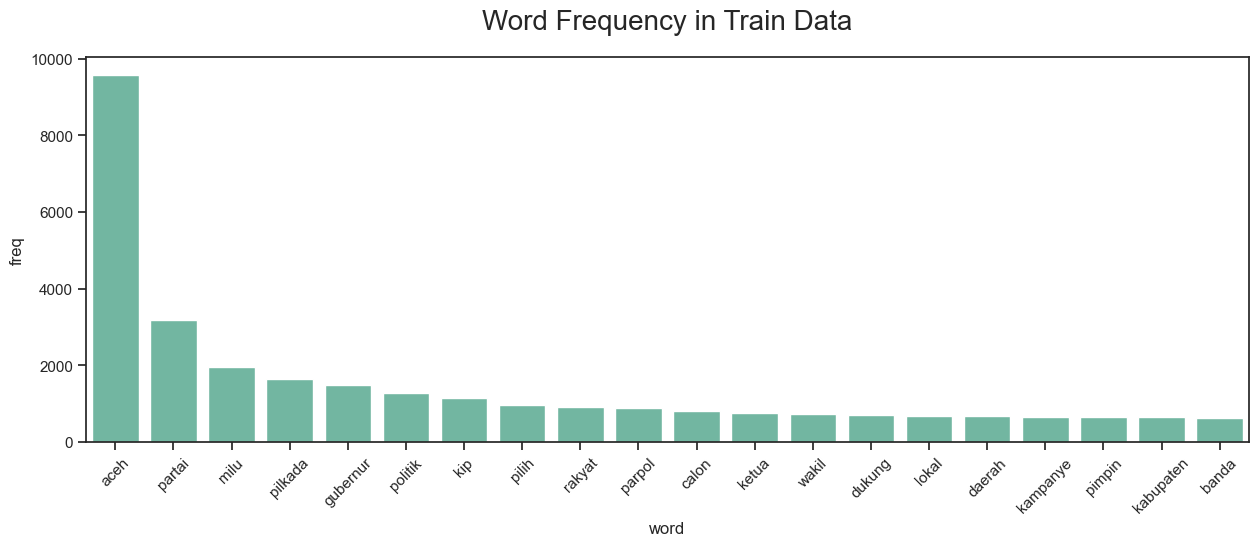 Word Frequency in Train Data
10000
8000
6000
4000
2000
0
freq
aceh
partai
milu
pilkada
gubernur
politik
kip
pilih
rakyat
parpol
calon
ketua
wakil
dukung
lokal
daerah
kampanye
pimpin
kabupaten
banda
word